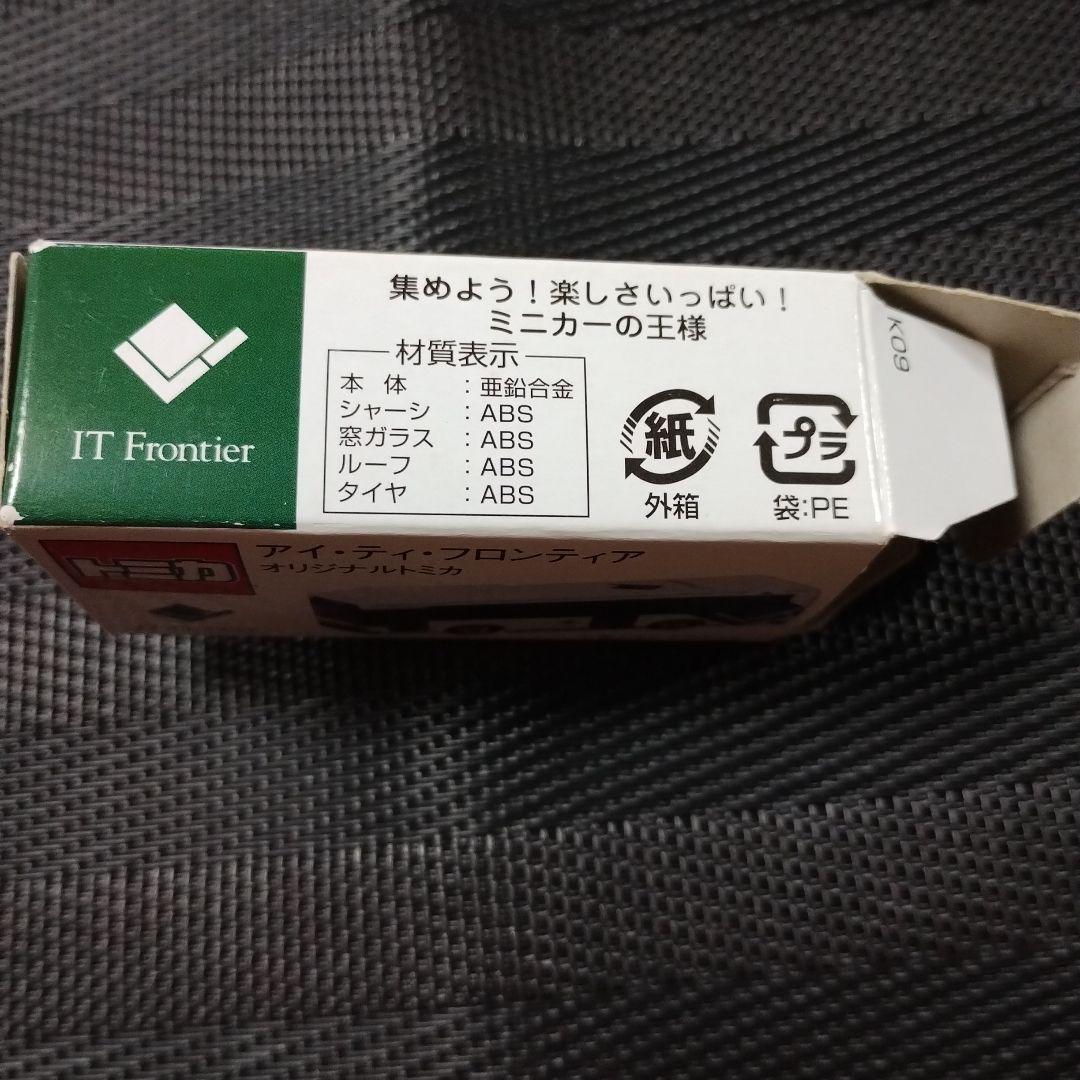 IT Frontier
集めよう！楽しさいっぱい！
ミニカーの王様
材質表示
本体：亜鉛合金
シャーシ：ABS
窓ガラス：ABS
ルーフ：ABS
タイヤ：ABS
紙
外箱
プラ
袋:PE
K09
トミカ
アイ・ティ・フロンティア
オリジナルトミカ